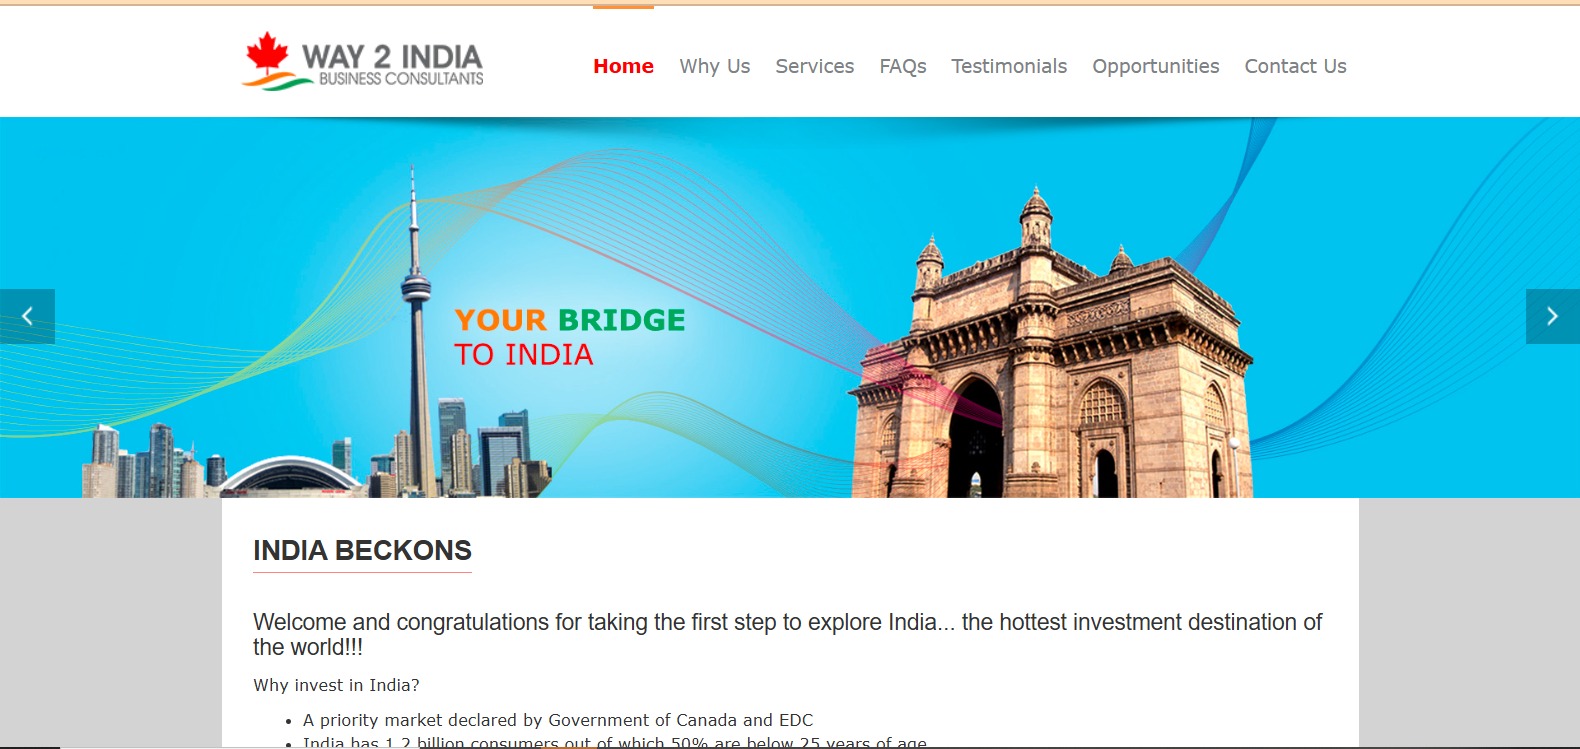 WAY 2 INDIA
BUSINESS CONSULTANTS
Home Why Us Services FAQs Testimonials Opportunities Contact Us
YOUR BRIDGE
TO INDIA
INDIA BECKONS
Welcome and congratulations for taking the first step to explore India... the hottest investment destination of
the world!!!
Why invest in India?
• A priority market declared by Government of Canada and EDC
• India has 1.2 billion consumers out of which 50% are below 25 years of age